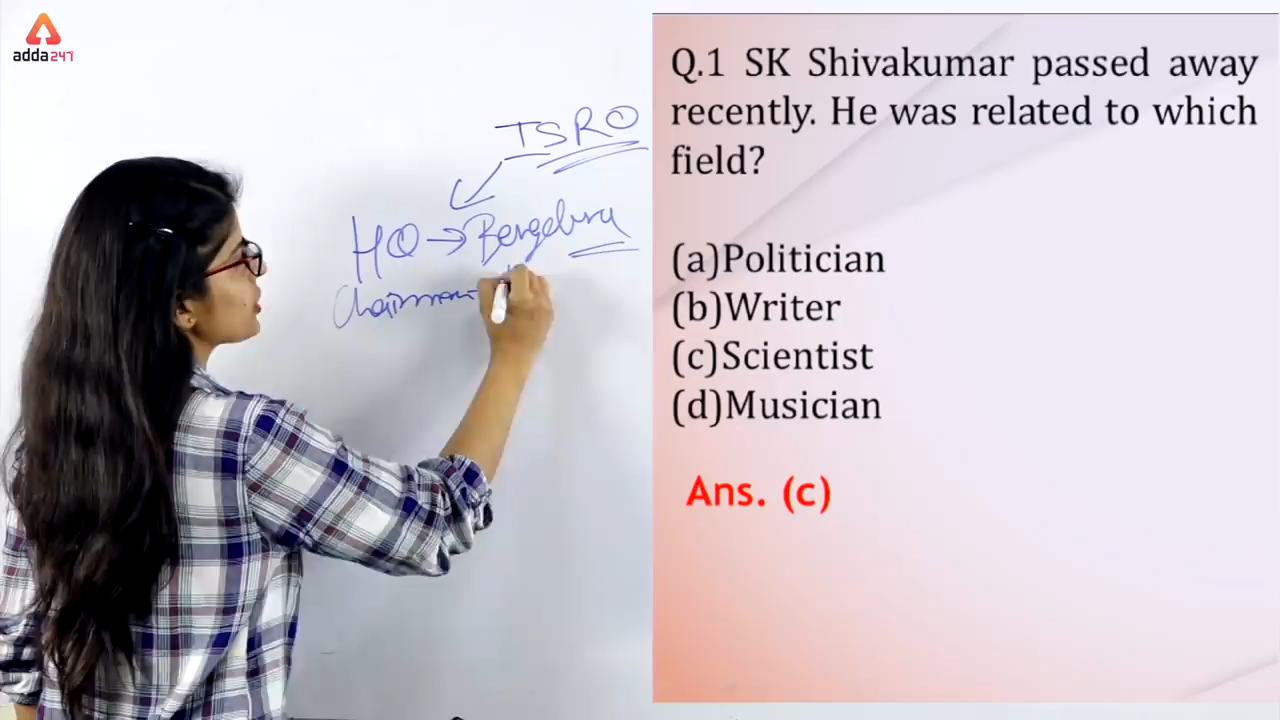 adda247
ISRO
HQ → Bengaluru
Chairman
Q.1 SK Shivakumar passed away
recently. He was related to which
field?
(a)Politician
(b)Writer
(c)Scientist
(d)Musician
Ans. (c)